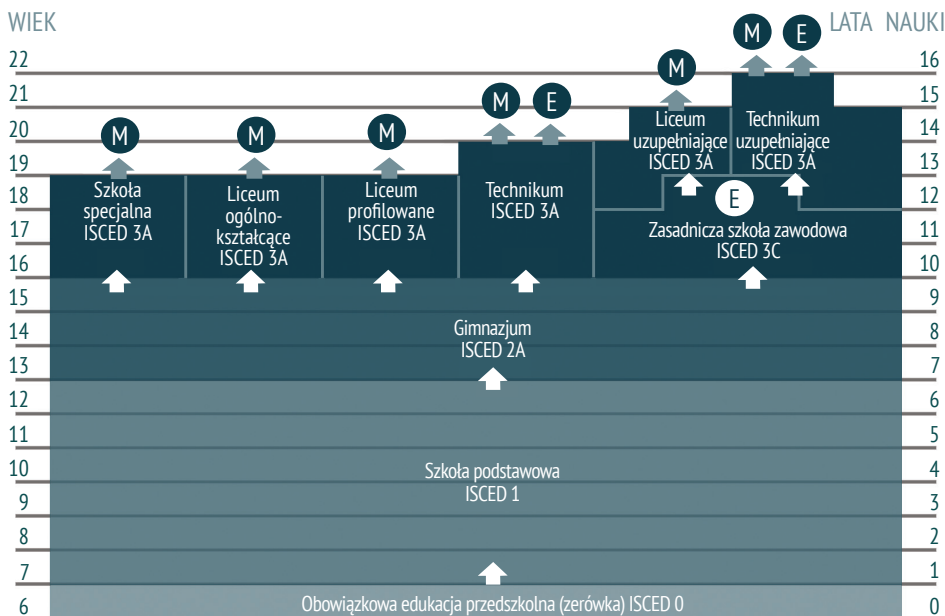 WIEK
LATA NAUKI
M
E
M
M
E
M
M
M
22
16
21
15
20
14
19
13
18
12
17
11
16
10
15
9
14
8
13
7
12
6
11
5
10
4
9
3
8
2
7
1
6
0
Szkoła
specjalna
ISCED 3A
Liceum
ogólno-
kształcące
ISCED 3A
Liceum
profilowane
ISCED 3A
Technikum
ISCED 3A
Liceum
uzupełniające
ISCED 3A
Technikum
uzupełniające
ISCED 3A
E
Zasadnicza szkoła zawodowa
ISCED 3C
Gimnazjum
ISCED 2A
Szkoła podstawowa
ISCED 1
Obowiązkowa edukacja przedszkolna (zerówka) ISCED 0